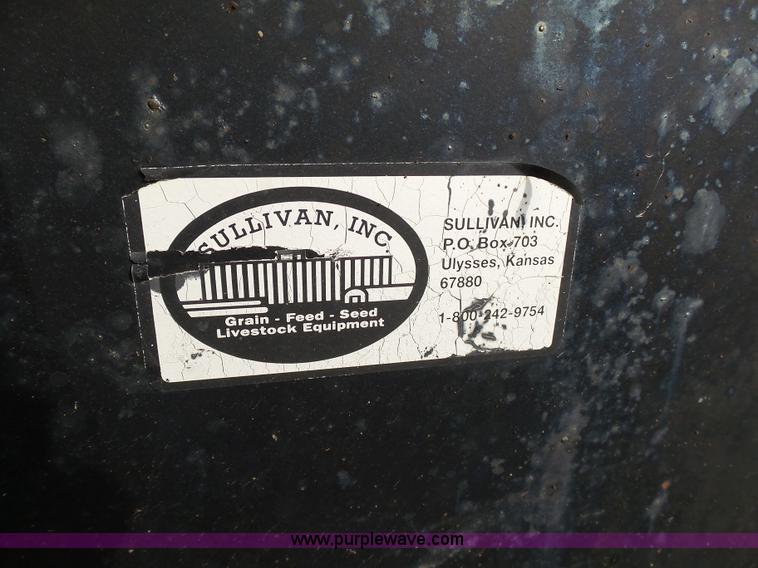 SULLIVAN, INC.
Grain - Feed - Seed
Livestock Equipment
SULLIVAN, INC.
P.O. Box 703
Ulysses, Kansas
67880
1-800-242-9754
www.purplewave.com